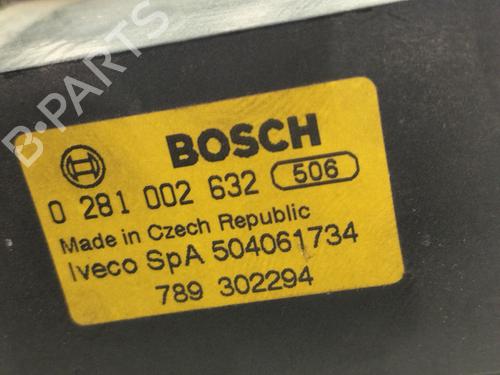 B-PARTS
BOSCH
0 281 002 632 506
Made in Czech Republic
Iveco SpA 504061734
789 302294